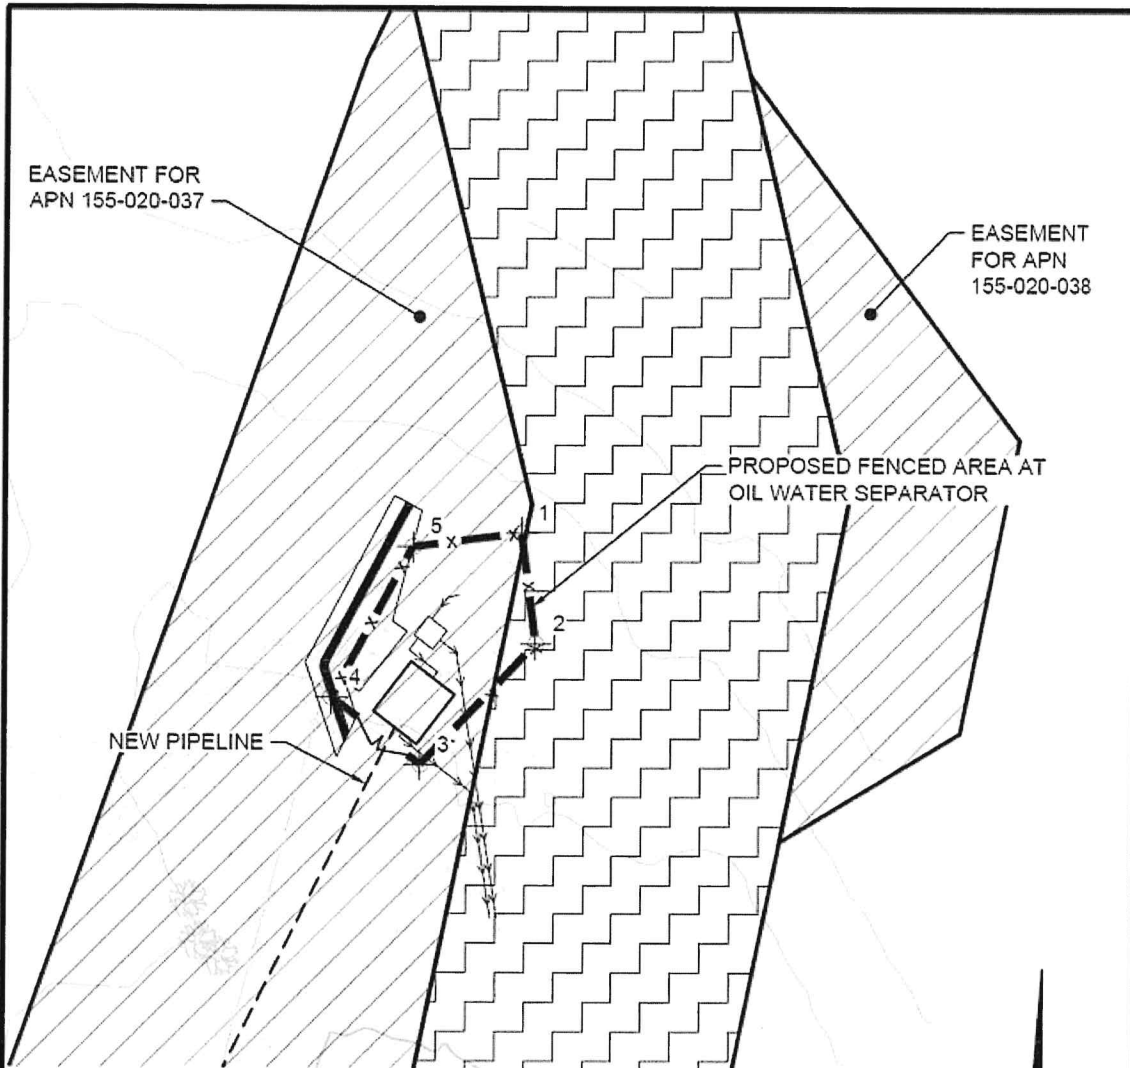 EASEMENT FOR
APN 155-020-037
EASEMENT
FOR APN
155-020-038
PROPOSED FENCED AREA AT
OIL WATER SEPARATOR
1
5
2
4
3
NEW PIPELINE